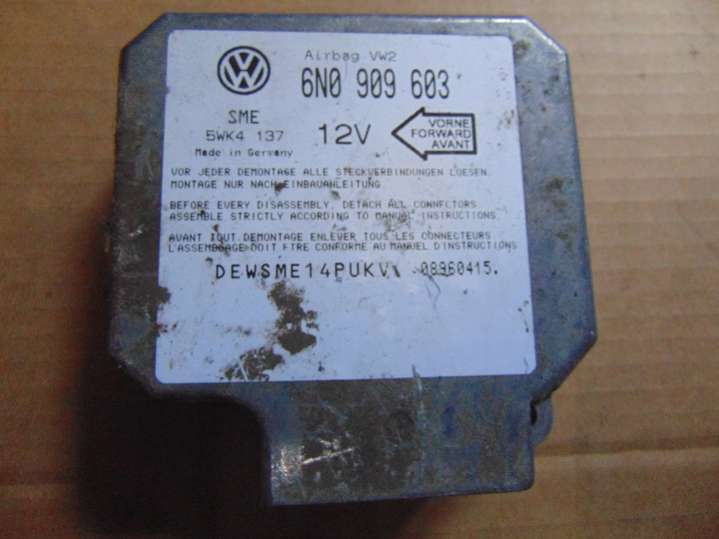 Airbag VW2
6N0 909 603
SME
5WK4 137
Made in Germany
12V
VORNE
FORWARD
AVANT
VOR JEDER DEMONTAGE ALLE STECKVERBINDUNGEN LOESEN.
MONTAGE NUR NACH EINBAUANLEITUNG
BEFORE EVERY DISASSEMBLY, DETACH ALL CONNECTORS
ASSEMBLE STRICTLY ACCORDING TO MANUAL INSTRUCTIONS
AVANT TOUT DEMONTAGE ENLEVER TOUS LES CONNECTEURS
L'ASSEMBLAGE DOIT ETRE CONFORME AU MANUEL D'INSTRUCTIONS
DEWSME14PUKV 08960415.